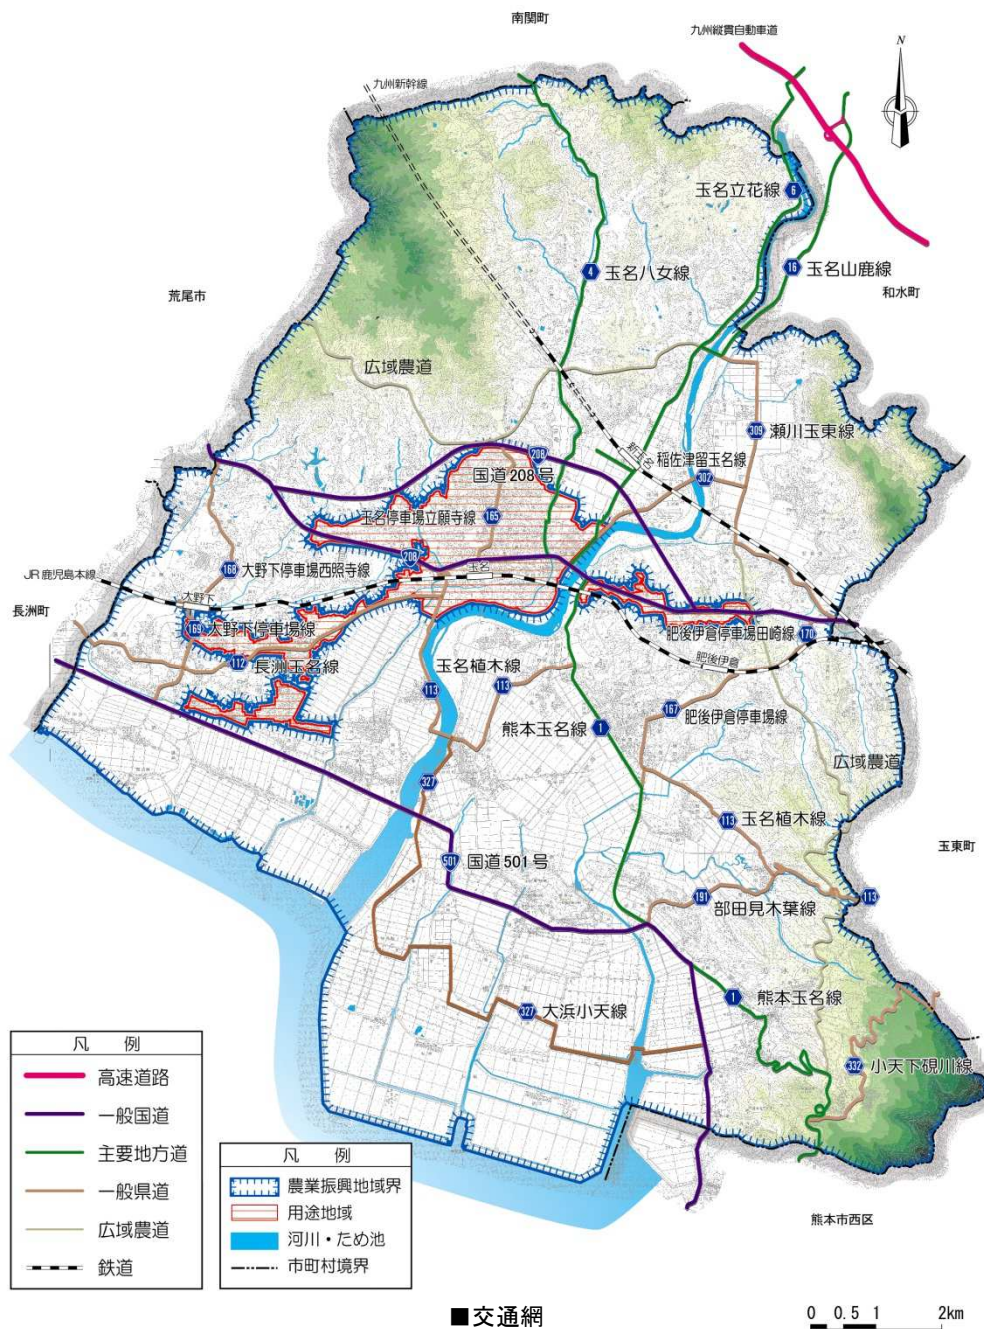 南関町
九州縦貫自動車道
N
九州新幹線
玉名立花線
6
4
玉名八女線
16
玉名山鹿線
荒尾市
和水町
広域農道
309
瀬川玉東線
208
新玉名
稲佐津留玉名線
302
国道208号
玉名停車場立願寺線
165
208
玉名
168
大野下停車場西照寺線
JR鹿児島本線
大野下
長洲町
169
大野下停車場線
肥後伊倉停車場田崎線
170
112
長洲玉名線
玉名植木線
肥後伊倉
113
113
167
肥後伊倉停車場線
熊本玉名線
1
広域農道
327
113
玉名植木線
玉東町
501
国道501号
191
部田見木葉線
113
1
熊本玉名線
327
大浜小天線
332
小天下硯川線
凡 例
高速道路
一般国道
主要地方道
一般県道
広域農道
鉄道
凡 例
農業振興地域界
用途地域
河川・ため池
市町村境界
熊本市西区
■交通網
0 0.5 1 2km